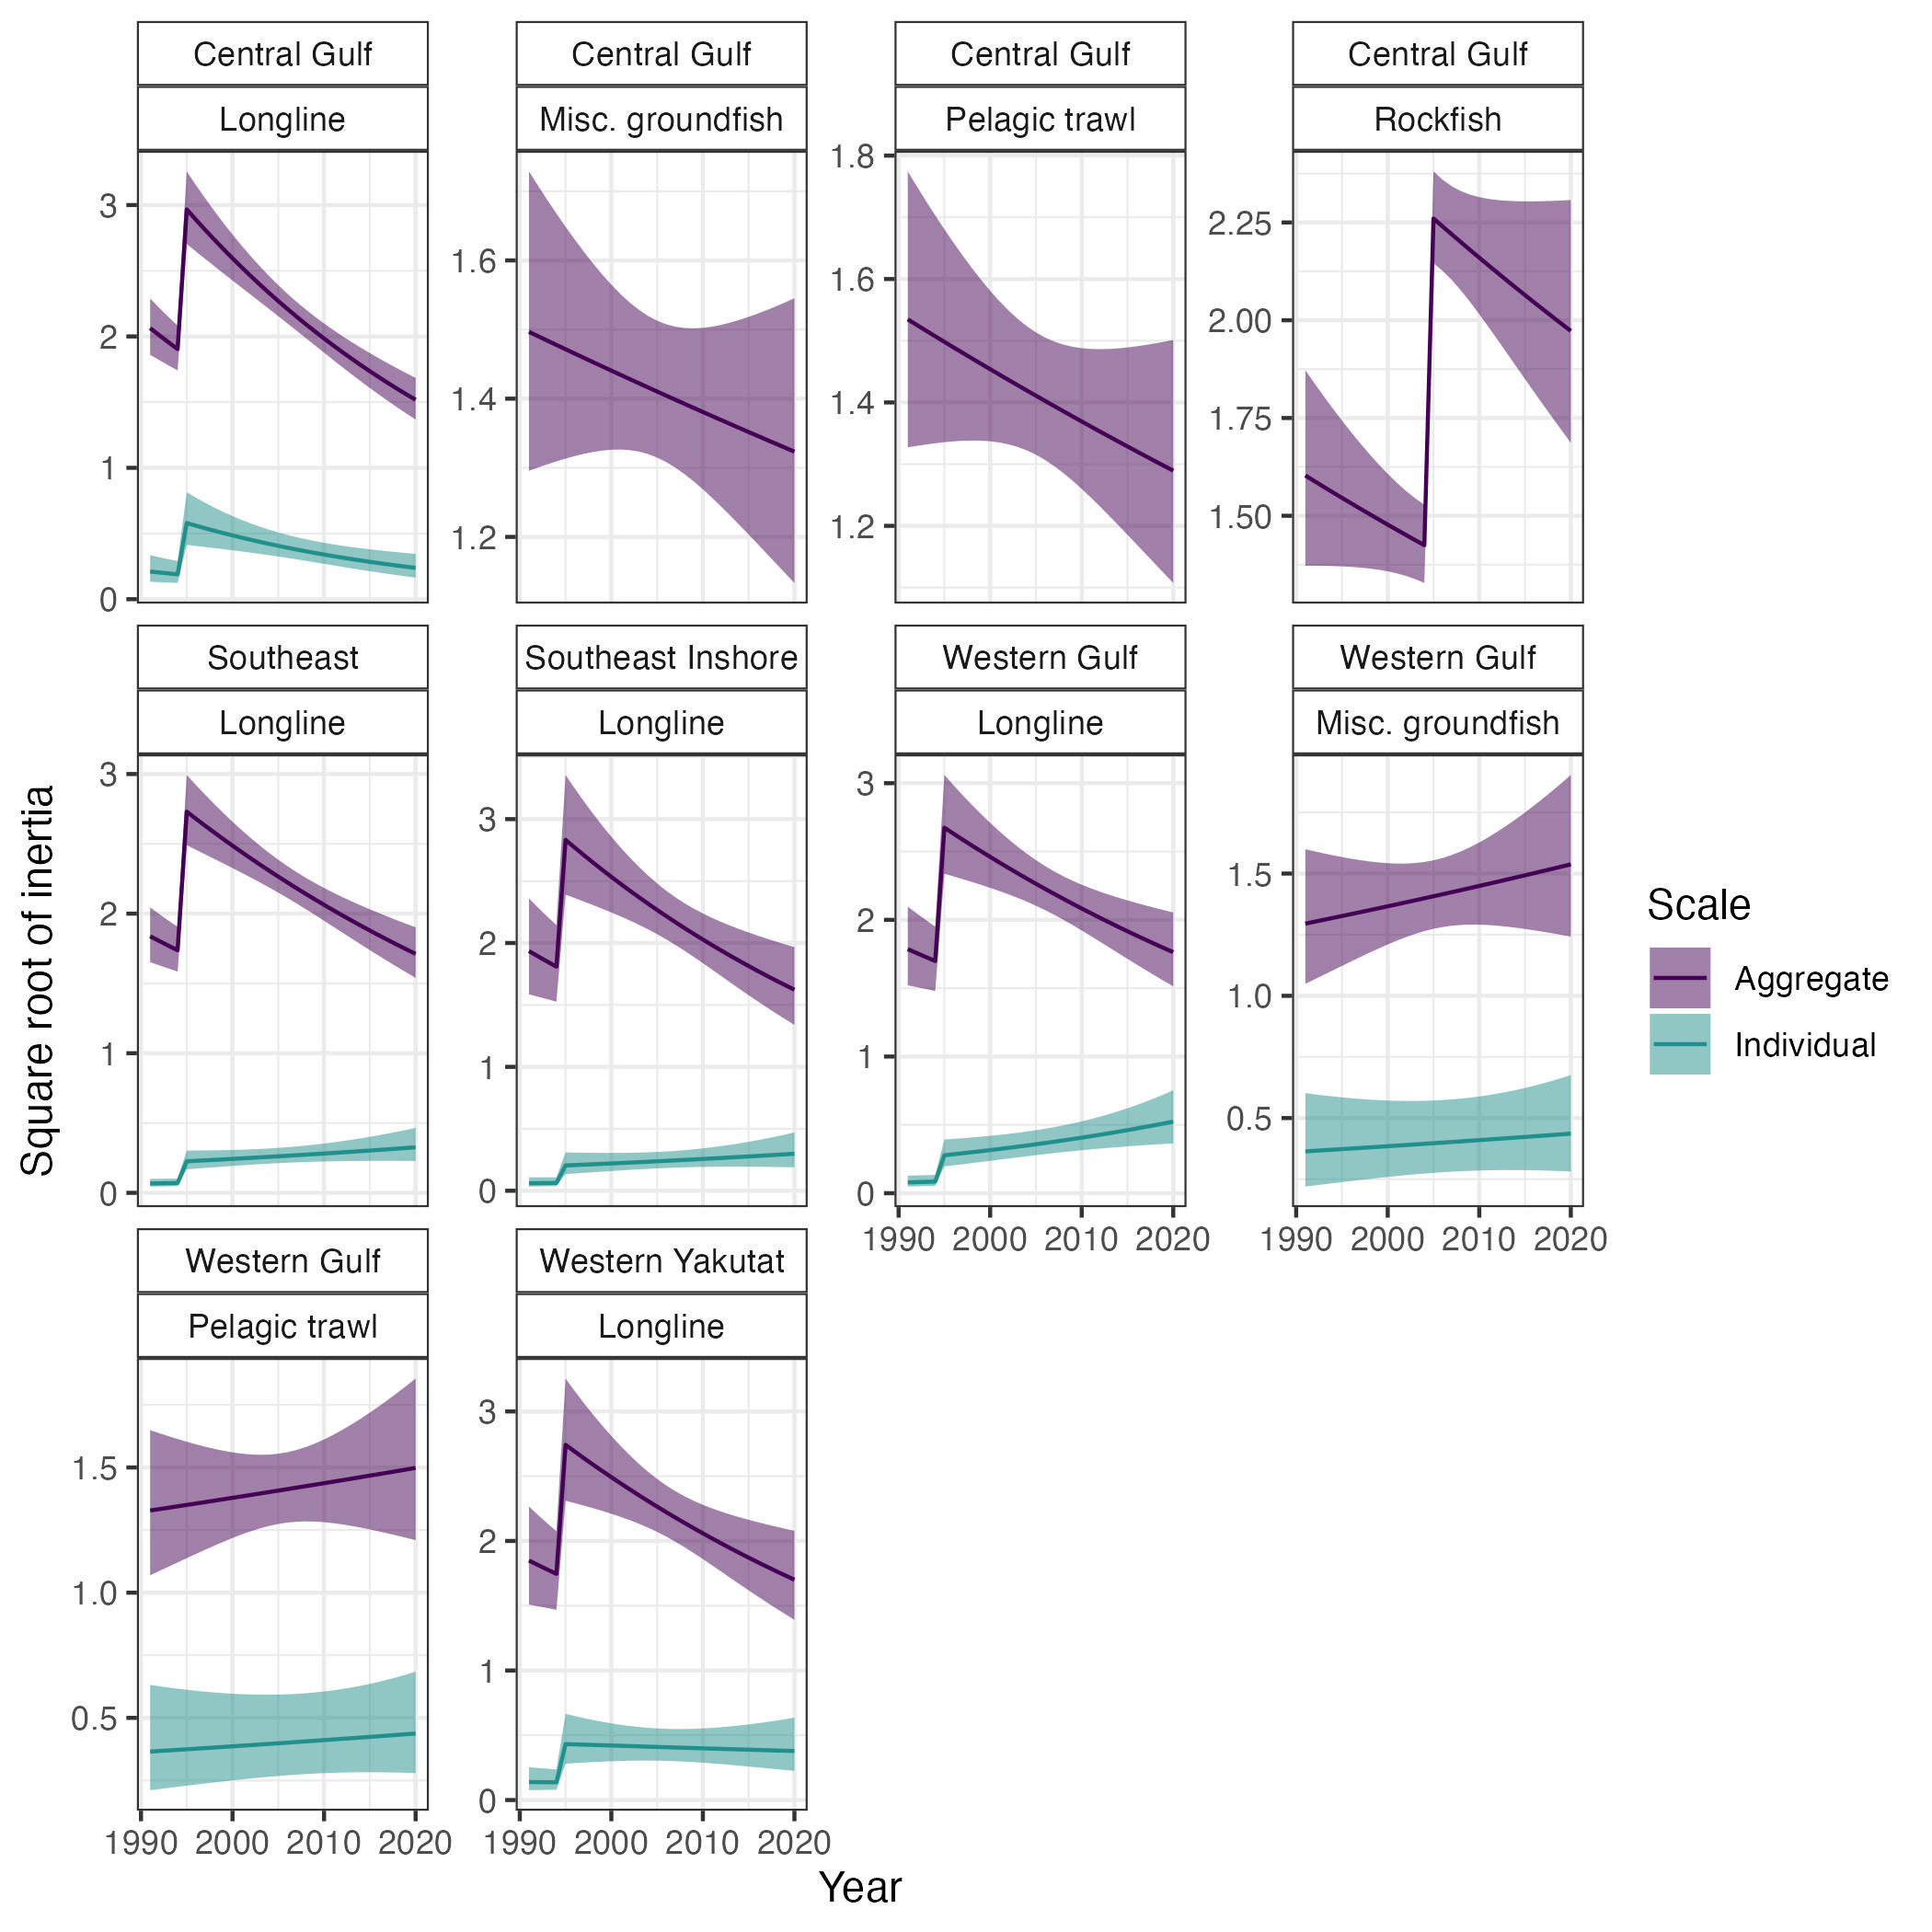 Central Gulf
Longline
Central Gulf
Misc. groundfish
Central Gulf
Pelagic trawl
Central Gulf
Rockfish
3
2
1
0
1.6
1.4
1.2
1.8
1.6
1.4
1.2
2.25
2.00
1.75
1.50
Southeast
Longline
Southeast Inshore
Longline
Western Gulf
Longline
Western Gulf
Misc. groundfish
3
2
1
0
3
2
1
0
3
2
1
0
1990 2000 2010 2020
1.5
1.0
0.5
1990 2000 2010 2020
Western Gulf
Pelagic trawl
Western Yakutat
Longline
1.5
1.0
0.5
1990 2000 2010 2020
3
2
1
0
1990 2000 2010 2020
Square root of inertia
Year
Scale
Aggregate
Individual